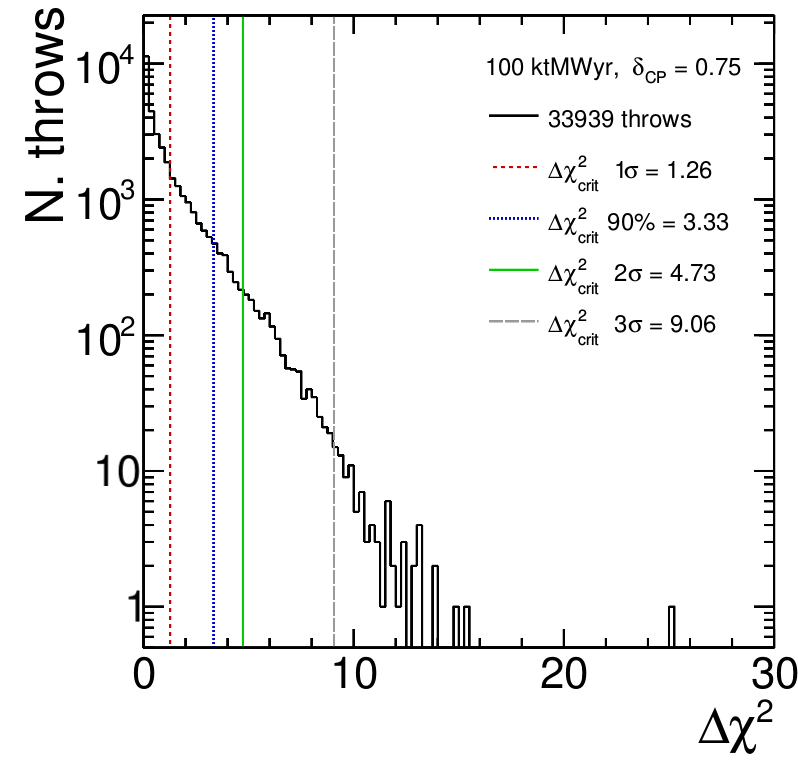 N. throws
10⁴
10³
10²
10
1
100 ktMWyr, δCP = 0.75
33939 throws
Δχ²crit 1σ = 1.26
Δχ²crit 90% = 3.33
Δχ²crit 2σ = 4.73
Δχ²crit 3σ = 9.06
0 10 20 30
Δχ²